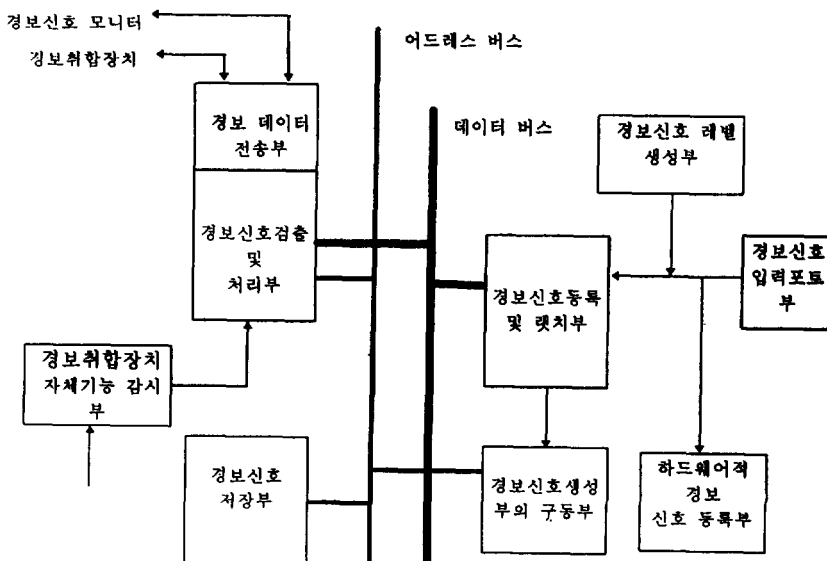 경보신호 모니터
경보취합장치
어드레스 버스
경보 데이터
전송부
데이터 버스
경보신호 레벨
생성부
경보신호검출
및
처리부
경보신호등록
및 랫치부
경보신호
입력포트
부
경보취합장치
자체기능 감시
부
경보신호
저장부
경보신호생성
부의 구동부
하드웨어적
경보
신호 등록부